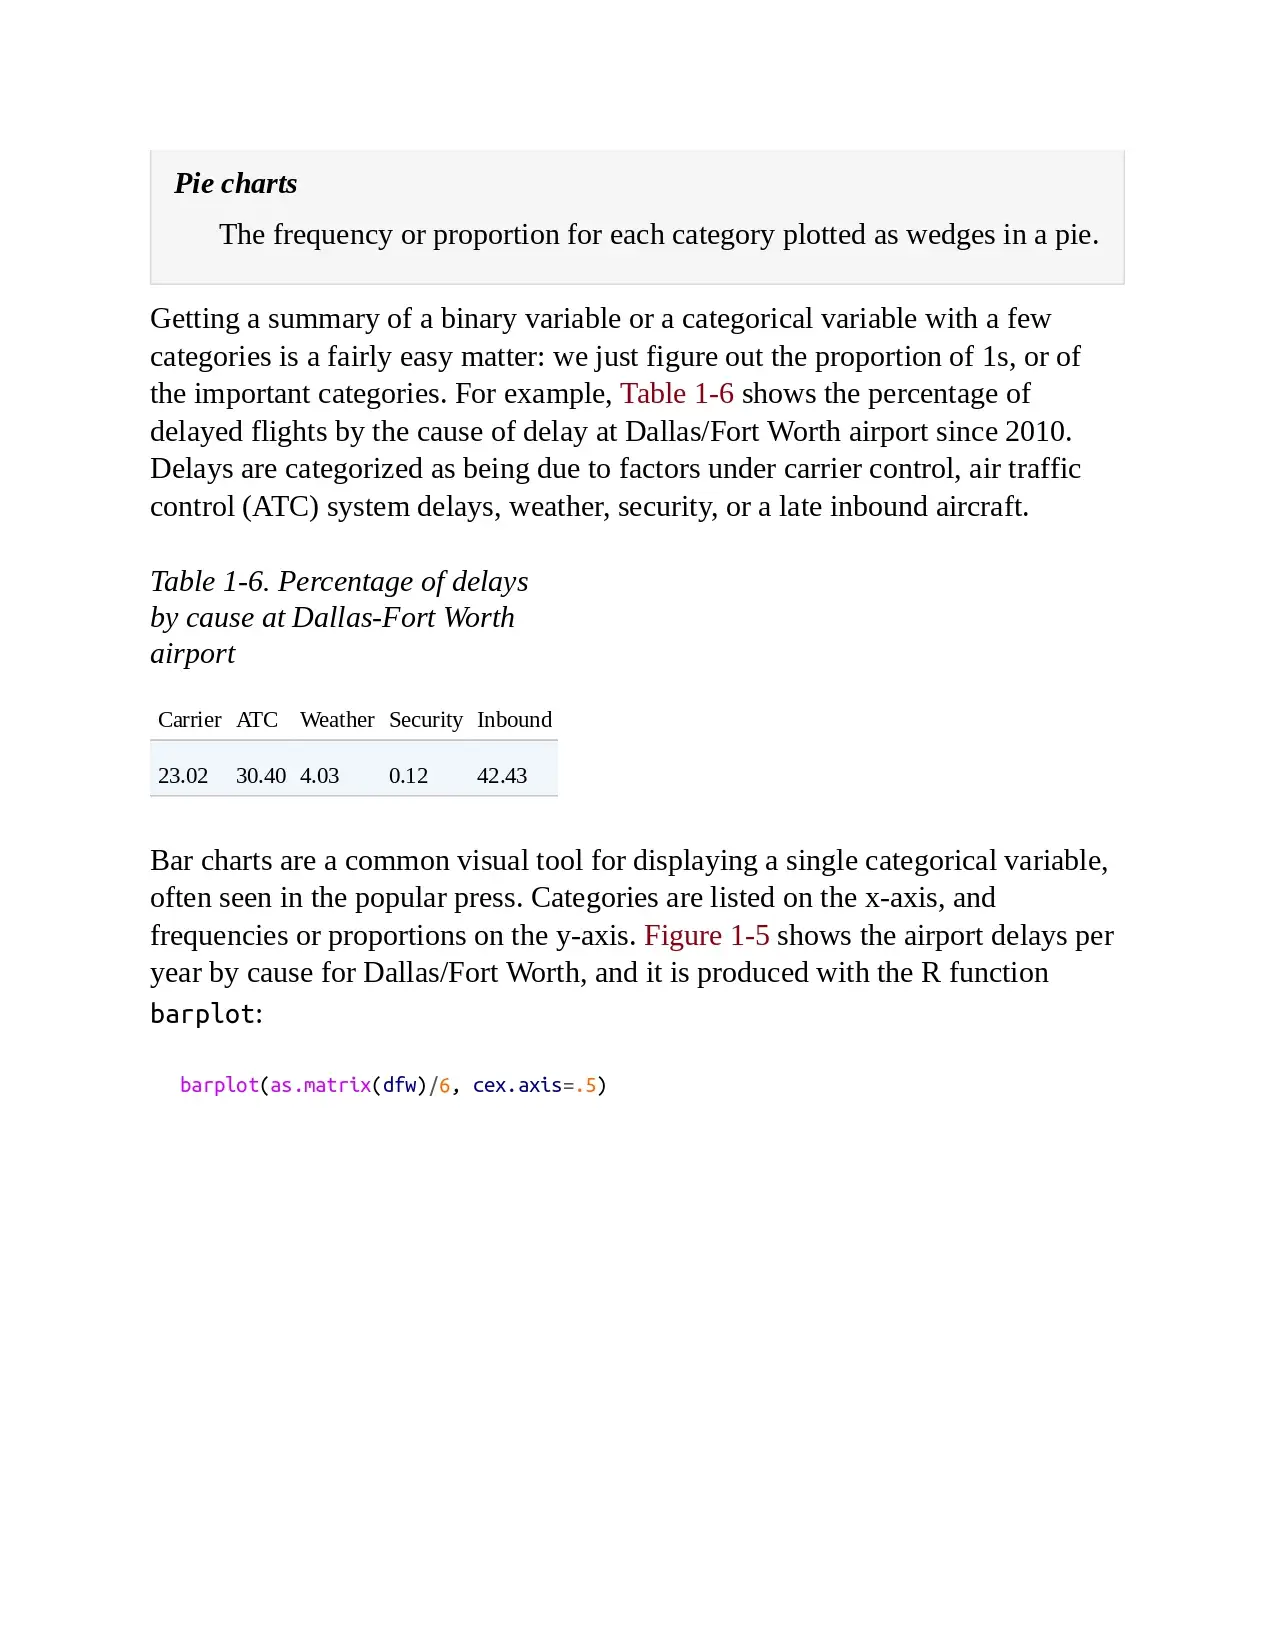 Pie charts
The frequency or proportion for each category plotted as wedges in a pie.
Getting a summary of a binary variable or a categorical variable with a few
categories is a fairly easy matter: we just figure out the proportion of 1s, or of
the important categories. For example, Table 1-6 shows the percentage of
delayed flights by the cause of delay at Dallas/Fort Worth airport since 2010.
Delays are categorized as being due to factors under carrier control, air traffic
control (ATC) system delays, weather, security, or a late inbound aircraft.
Table 1-6. Percentage of delays
by cause at Dallas-Fort Worth
airport
Carrier ATC Weather Security Inbound
23.02 30.40 4.03 0.12 42.43
Bar charts are a common visual tool for displaying a single categorical variable,
often seen in the popular press. Categories are listed on the x-axis, and
frequencies or proportions on the y-axis. Figure 1-5 shows the airport delays per
year by cause for Dallas/Fort Worth, and it is produced with the R function
barplot:
barplot(as.matrix(dfw)/6, cex.axis=.5)